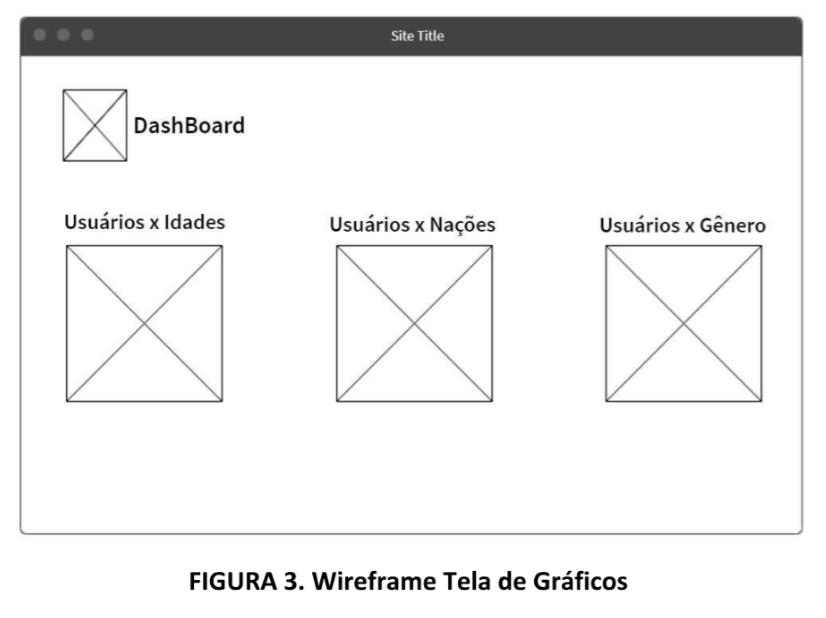 Site Title
DashBoard
Usuários x Idades
Usuários x Nações
Usuários x Gênero
FIGURA 3. Wireframe Tela de Gráficos